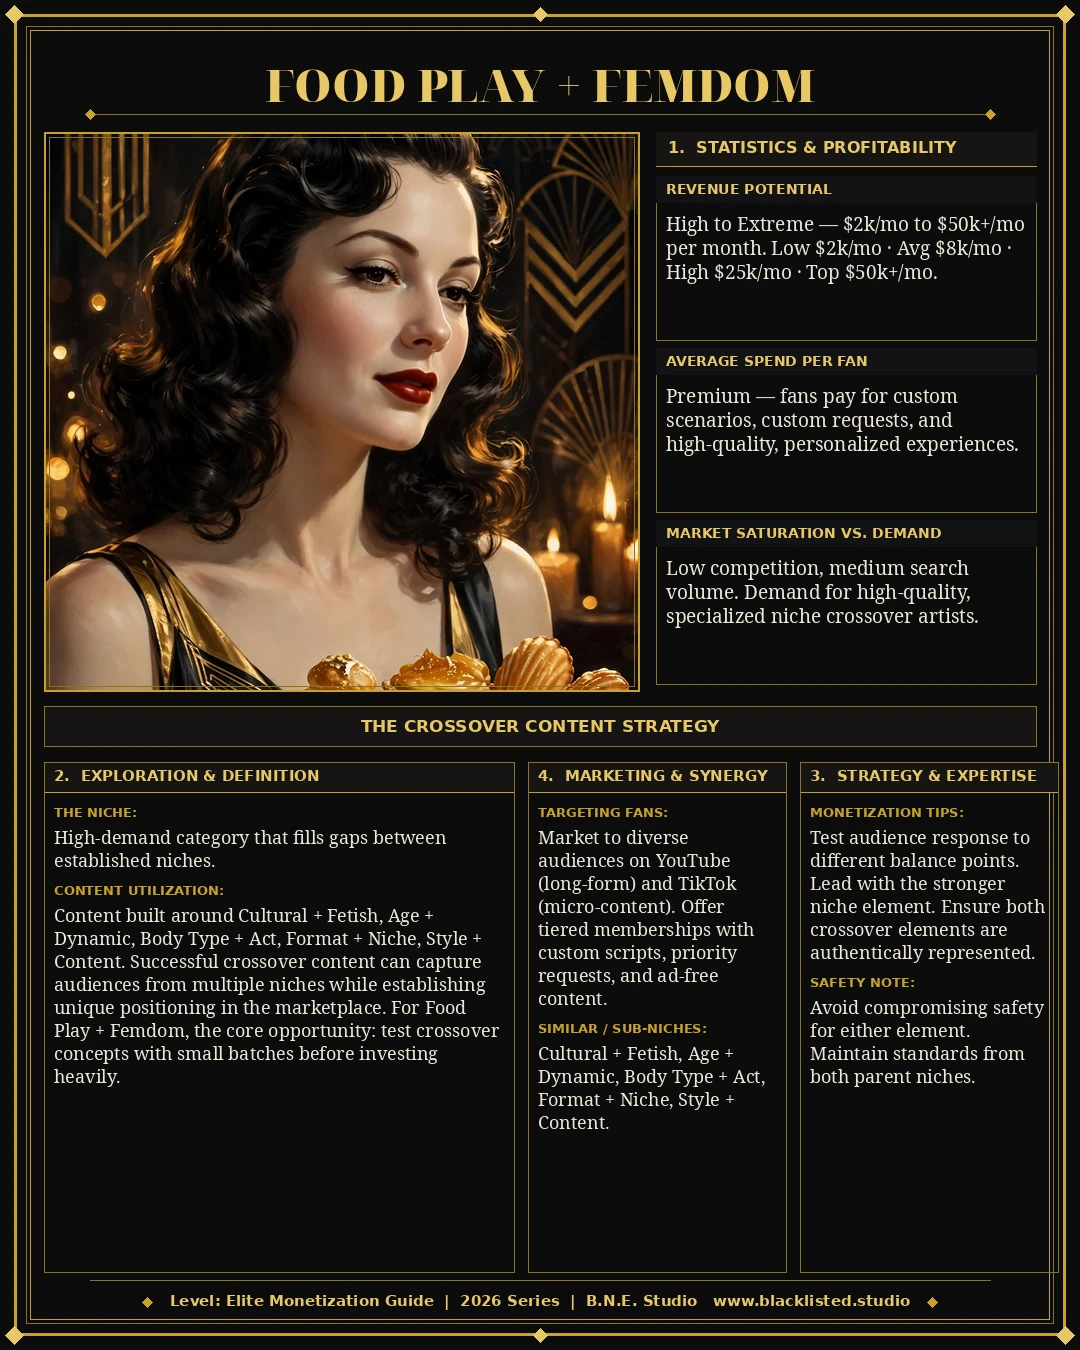 FOOD PLAY + FEMDOM
1. STATISTICS & PROFITABILITY
REVENUE POTENTIAL
High to Extreme — $2k/mo to $50k+/mo
per month. Low $2k/mo · Avg $8k/mo ·
High $25k/mo · Top $50k+/mo.
AVERAGE SPEND PER FAN
Premium — fans pay for custom
scenarios, custom requests, and
high-quality, personalized experiences.
MARKET SATURATION VS. DEMAND
Low competition, medium search
volume. Demand for high-quality,
specialized niche crossover artists.
THE CROSSOVER CONTENT STRATEGY
2. EXPLORATION & DEFINITION
THE NICHE:
High-demand category that fills gaps between
established niches.
CONTENT UTILIZATION:
Content built around Cultural + Fetish, Age +
Dynamic, Body Type + Act, Format + Niche, Style +
Content. Successful crossover content can capture
audiences from multiple niches while establishing
unique positioning in the marketplace. For Food
Play + Femdom, the core opportunity: test crossover
concepts with small batches before investing
heavily.
4. MARKETING & SYNERGY
TARGETING FANS:
Market to diverse
audiences on YouTube
(long-form) and TikTok
(micro-content). Offer
tiered memberships with
custom scripts, priority
requests, and ad-free
content.
SIMILAR / SUB-NICHES:
Cultural + Fetish, Age +
Dynamic, Body Type + Act,
Format + Niche, Style +
Content.
3. STRATEGY & EXPERTISE
MONETIZATION TIPS:
Test audience response to
different balance points.
Lead with the stronger
niche element. Ensure both
crossover elements are
authentically represented.
SAFETY NOTE:
Avoid compromising safety
for either element.
Maintain standards from
both parent niches.
Level: Elite Monetization Guide | 2026 Series | B.N.E. Studio www.blacklisted.studio